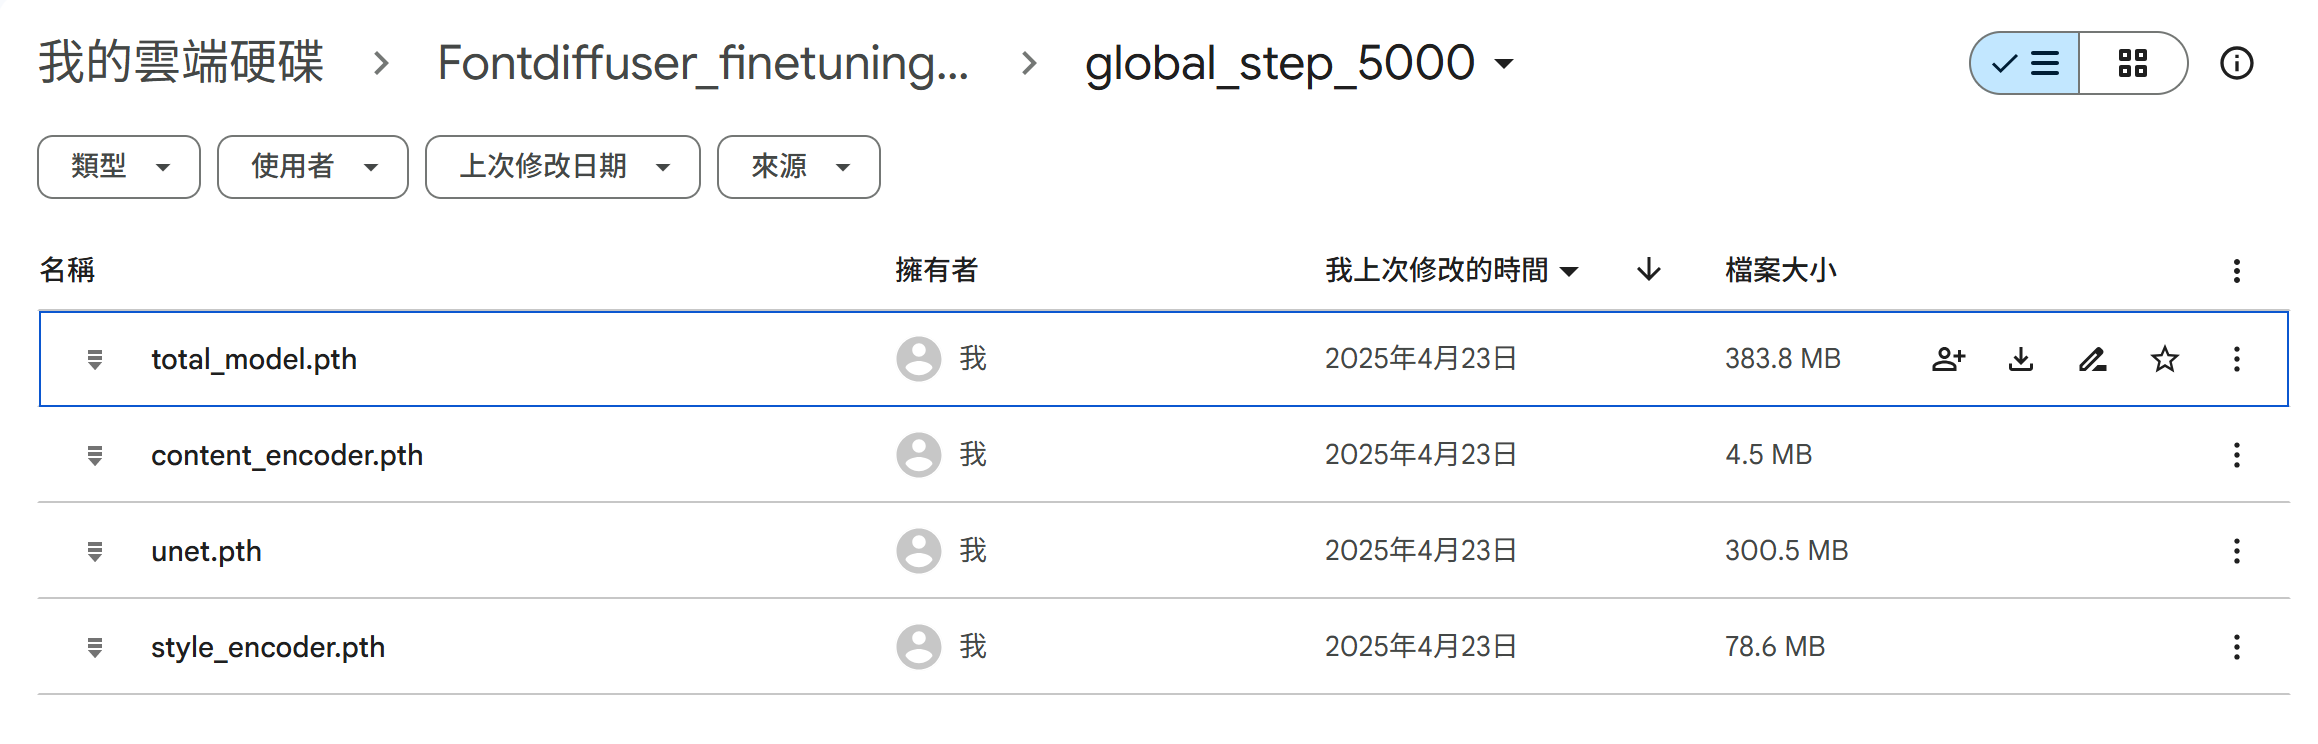 我的雲端硬碟 > Fontdiffuser_finetuning... > global_step_5000
類型 使用者 上次修改日期 來源
名稱 擁有者 我上次修改的時間 檔案大小
total_model.pth 我 2025年4月23日 383.8 MB
content_encoder.pth 我 2025年4月23日 4.5 MB
unet.pth 我 2025年4月23日 300.5 MB
style_encoder.pth 我 2025年4月23日 78.6 MB